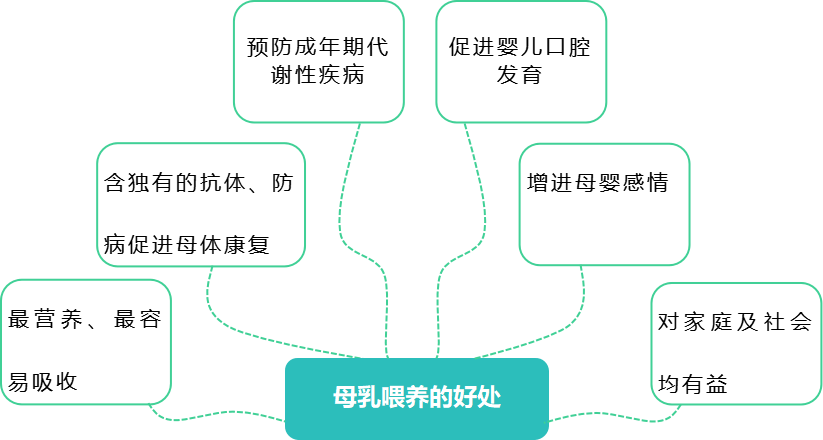 预防成年期代
谢性疾病
促进婴儿口腔
发育
含独有的抗体、防
病促进母体康复
增进母婴感情
最营养、最容
易吸收
对家庭及社会
均有益
母乳喂养的好处